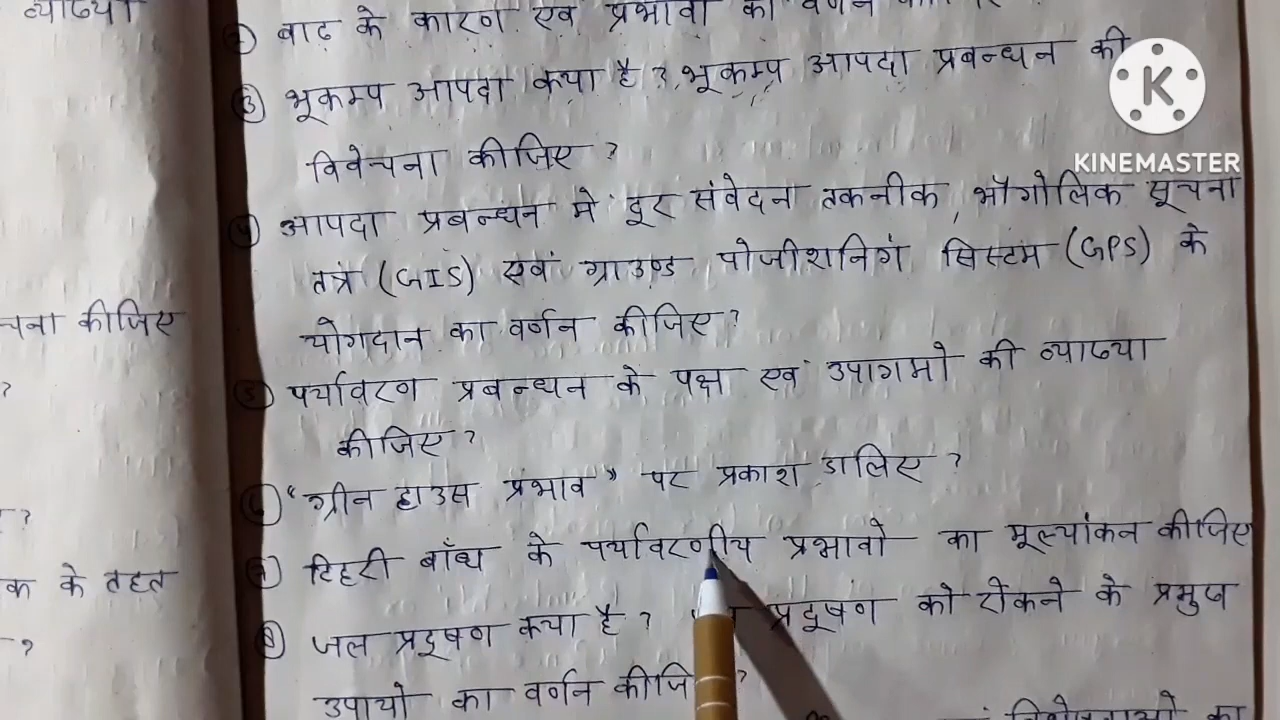 व्याख्या
② बाढ़ के कारण एवं प्रभावो का वर्णन
③ भूकम्प आपदा क्या है ? भूकम्प आपदा प्रबन्धन की
विवेचना कीजिए ?
④ आपदा प्रबन्धन मे दूर संवेदन तकनीक, भौगोलिक सूचना
तंत्र (GIS) एवं ग्राउण्ड पोजीशनिगं सिस्टम (GPS) के
योगदान का वर्णन कीजिए ?
चना कीजिए
⑤ पर्यावरण प्रबन्धन के पक्ष एवं उपागमो की व्याख्या
?
कीजिए ?
⑥ "ग्रीन हाउस प्रभाव" पर प्रकाश डालिए ?
?
⑦ टिहरी बाँध के पर्यावरणीय प्रभावो का मूल्यांकन कीजिए
क के तहत
⑧ जल प्रदूषण क्या है ? प्रदूषण को रोकने के प्रमुख
?
उपायो का वर्णन कीजि ?
विशेषताओ का
K
KINEMASTER